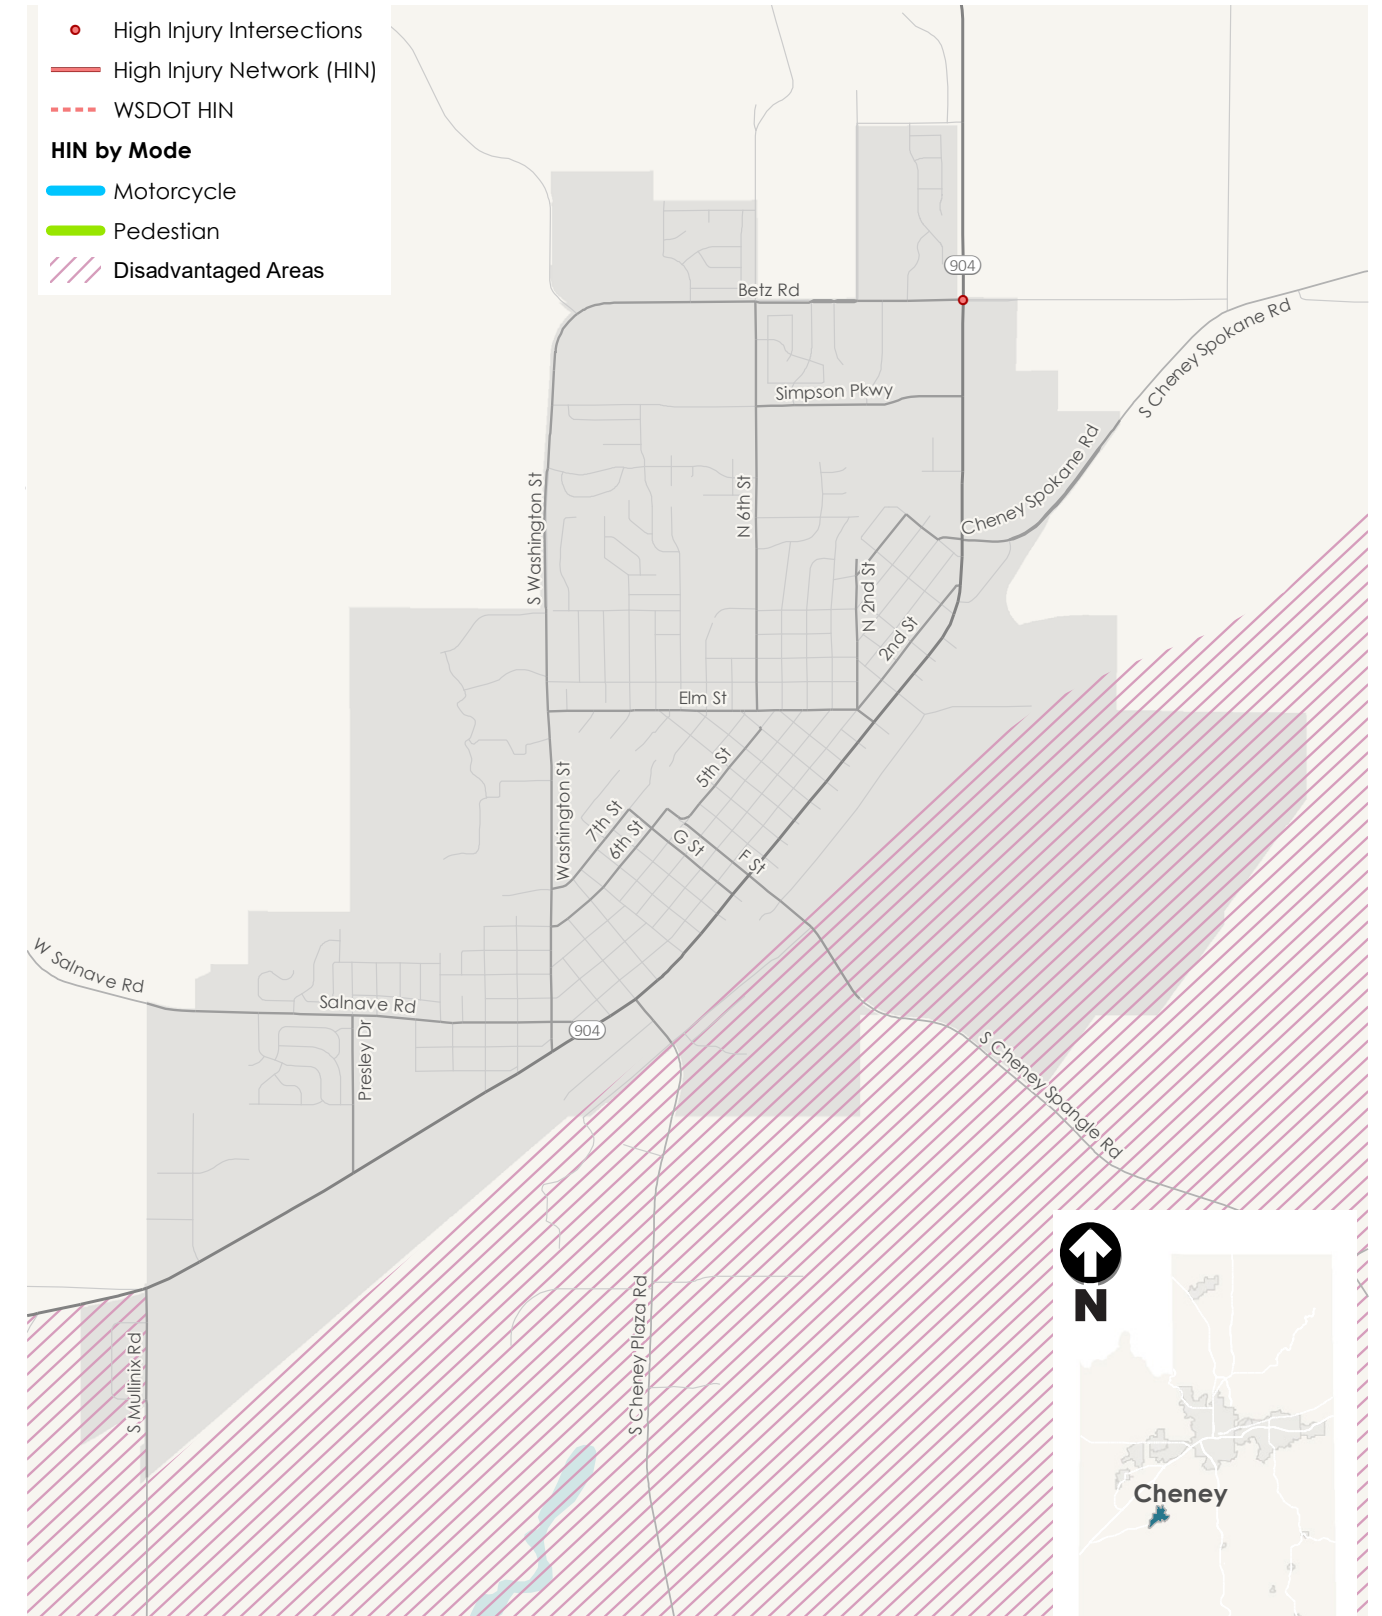 High Injury Intersections
High Injury Network (HIN)
WSDOT HIN
HIN by Mode
Motorcycle
Pedestian
Disadvantaged Areas
904
Betz Rd
S Cheney Spokane Rd
Simpson Pkwy
Cheney Spokane Rd
S Washington St
N 6th St
N 2nd St
2nd St
Elm St
5th St
Washington St
7th St
6th St
G St
F St
W Salnave Rd
Salnave Rd
904
Presley Dr
S Cheney Spangle Rd
S Mullinix Rd
S Cheney Plaza Rd
N
Cheney